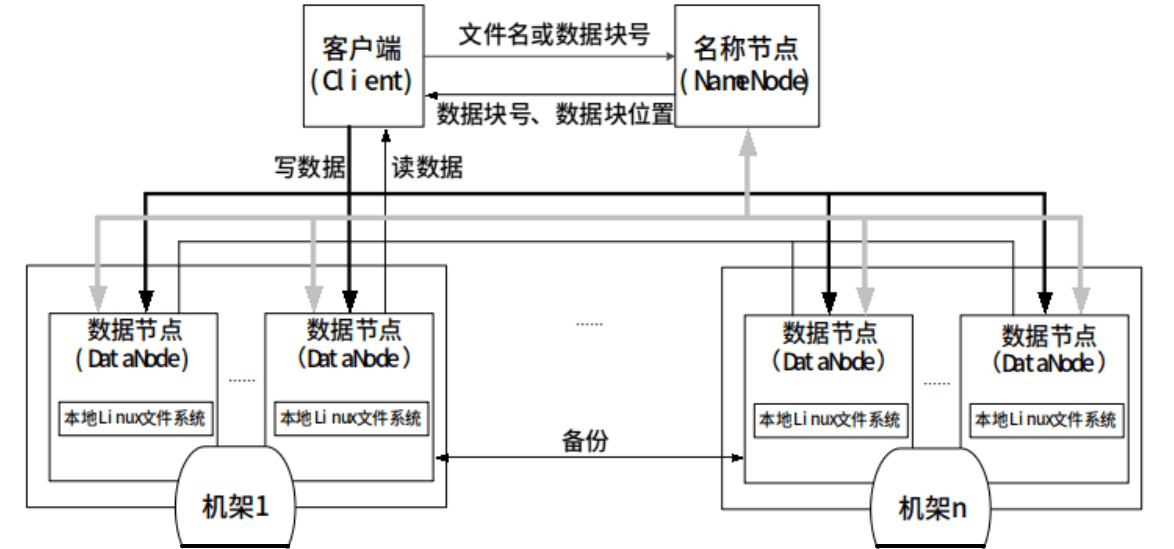 客户端
(Client)
文件名或数据块号
名称节点
(NameNode)
数据块号、数据块位置
写数据
读数据
数据节点
(DataNode)
......
数据节点
(DataNode)
......
数据节点
(DataNode)
......
数据节点
(DataNode)
本地Linux文件系统
本地Linux文件系统
本地Linux文件系统
本地Linux文件系统
备份
机架1
机架n